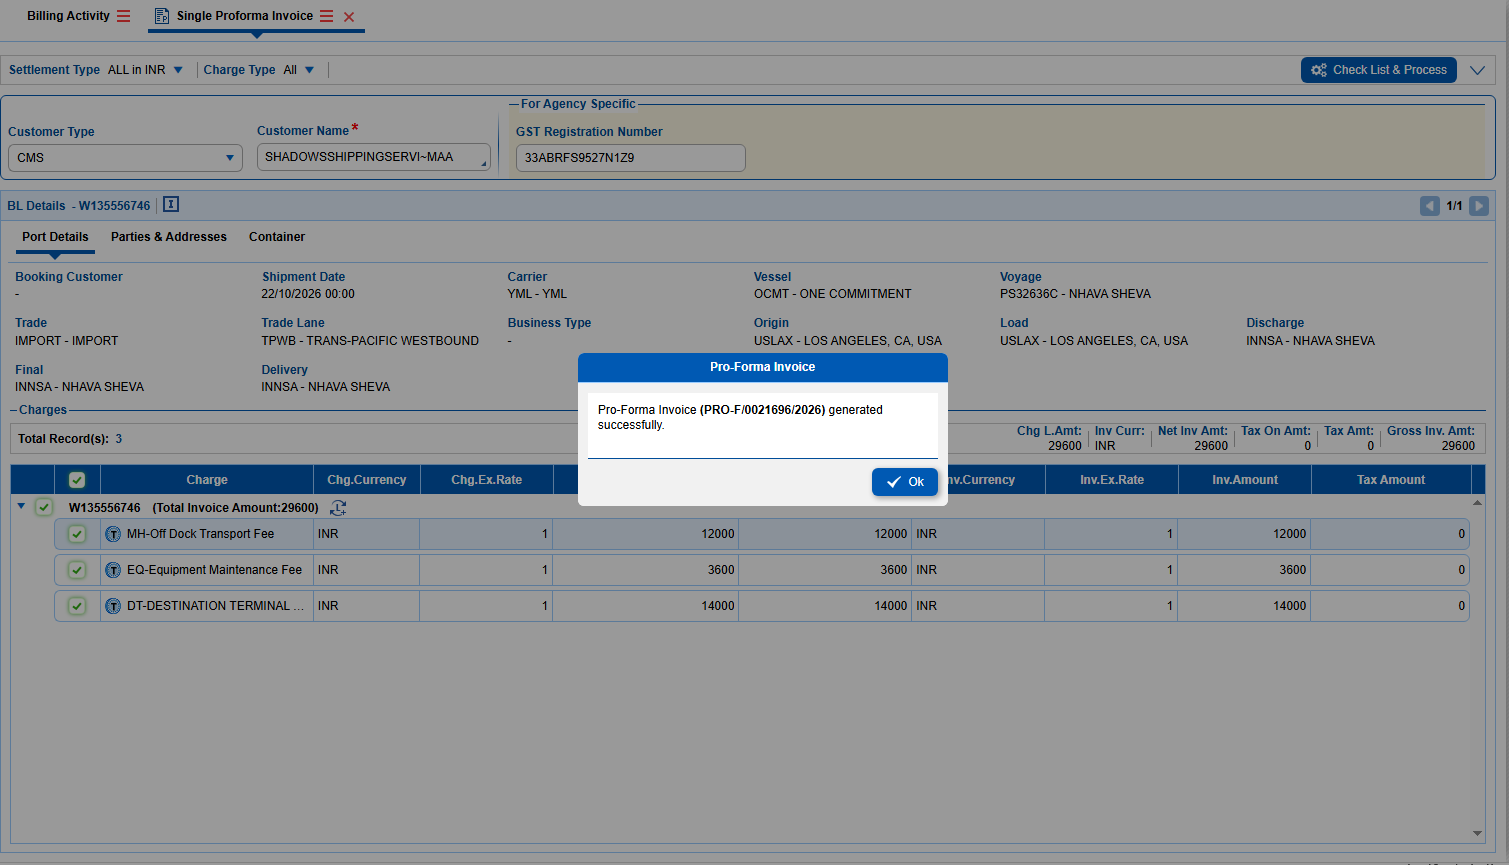 Billing Activity
Single Proforma Invoice
Settlement Type ALL in INR Charge Type All
Check List & Process
For Agency Specific
Customer Type
Customer Name*
GST Registration Number
CMS
SHADOWSSHIPPINGSERVI~MAA
33ABRFS9527N1Z9
BL Details - W135556746
1/1
Port Details Parties & Addresses Container
Booking Customer Shipment Date Carrier Vessel Voyage
- 22/10/2026 00:00 YML - YML OCMT - ONE COMMITMENT PS32636C - NHAVA SHEVA
Trade Trade Lane Business Type Origin Load Discharge
IMPORT - IMPORT TPWB - TRANS-PACIFIC WESTBOUND - USLAX - LOS ANGELES, CA, USA USLAX - LOS ANGELES, CA, USA INNSA - NHAVA SHEVA
Final Delivery
INNSA - NHAVA SHEVA INNSA - NHAVA SHEVA
Pro-Forma Invoice
Pro-Forma Invoice (PRO-F/0021696/2026) generated
successfully.
Ok
Charges
Total Record(s): 3
Chg L.Amt: Inv Curr: Net Inv Amt: Tax On Amt: Tax Amt: Gross Inv. Amt:
29600 INR 29600 0 0 29600
Charge Chg.Currency Chg.Ex.Rate nv.Currency Inv.Ex.Rate Inv.Amount Tax Amount
W135556746 (Total Invoice Amount:29600)
MH-Off Dock Transport Fee INR 1 12000 12000 INR 1 12000 0
EQ-Equipment Maintenance Fee INR 1 3600 3600 INR 1 3600 0
DT-DESTINATION TERMINAL ... INR 1 14000 14000 INR 1 14000 0